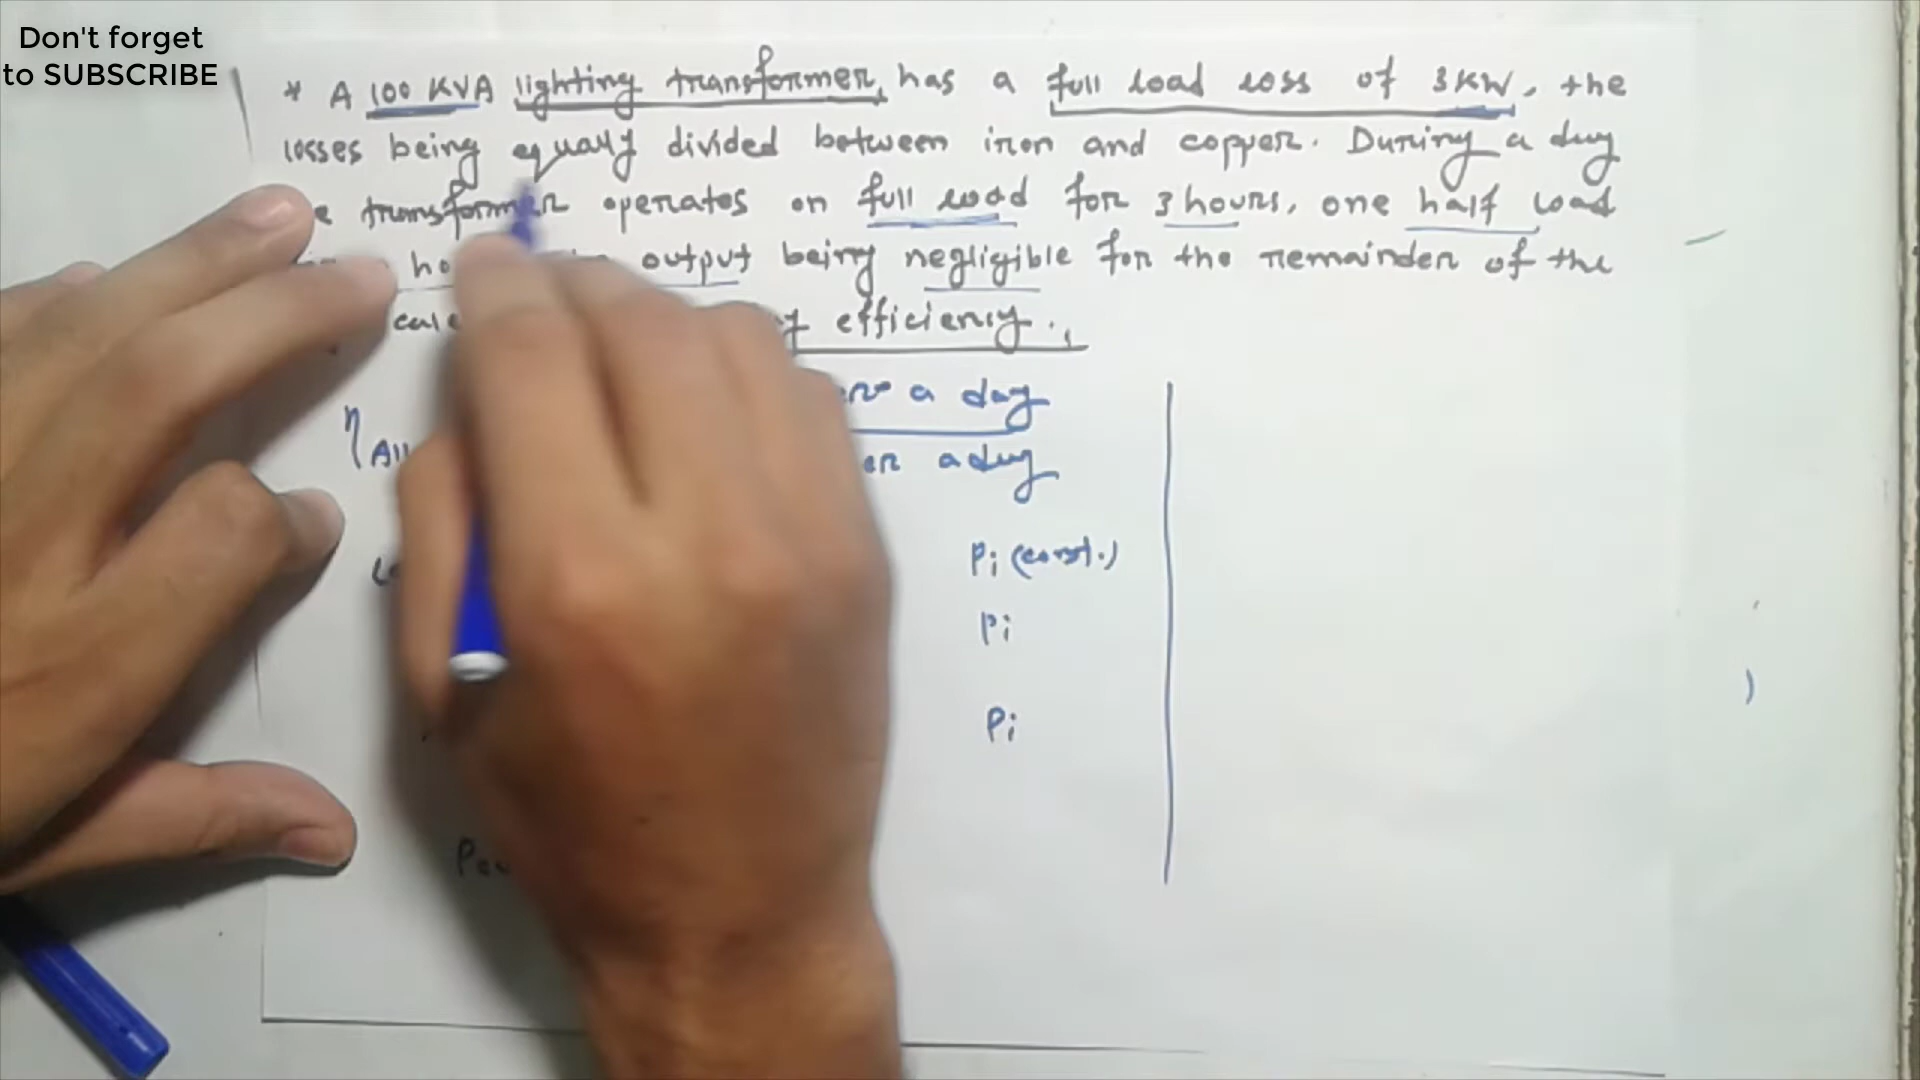 Don't forget
to SUBSCRIBE
* A 100 KVA lighting transformer, has a full load loss of 3KW, the
losses being equally divided between iron and copper. During a day
transformer operates on full load for 3 hours, one half load
output being negligible for the remainder of the
efficiency.
a day
η All
a day
Pi (const.)
Pi
Pi